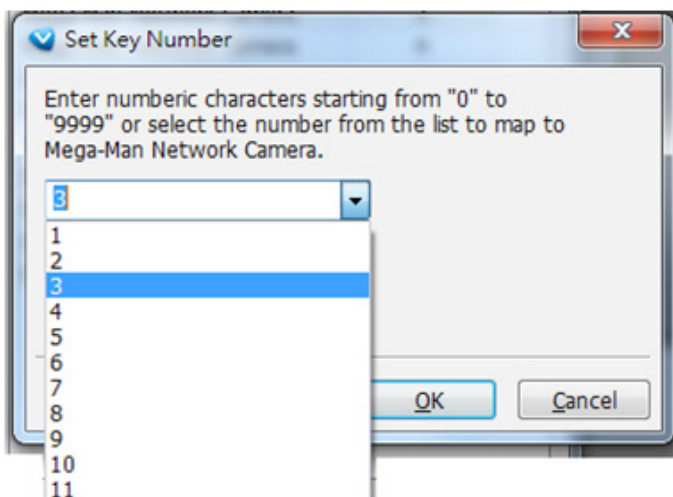 Set Key Number
Enter numberic characters starting from "0" to
"9999" or select the number from the list to map to
Mega-Man Network Camera.
3
1
2
3
4
5
6
7
8
9
10
11
OK
Cancel